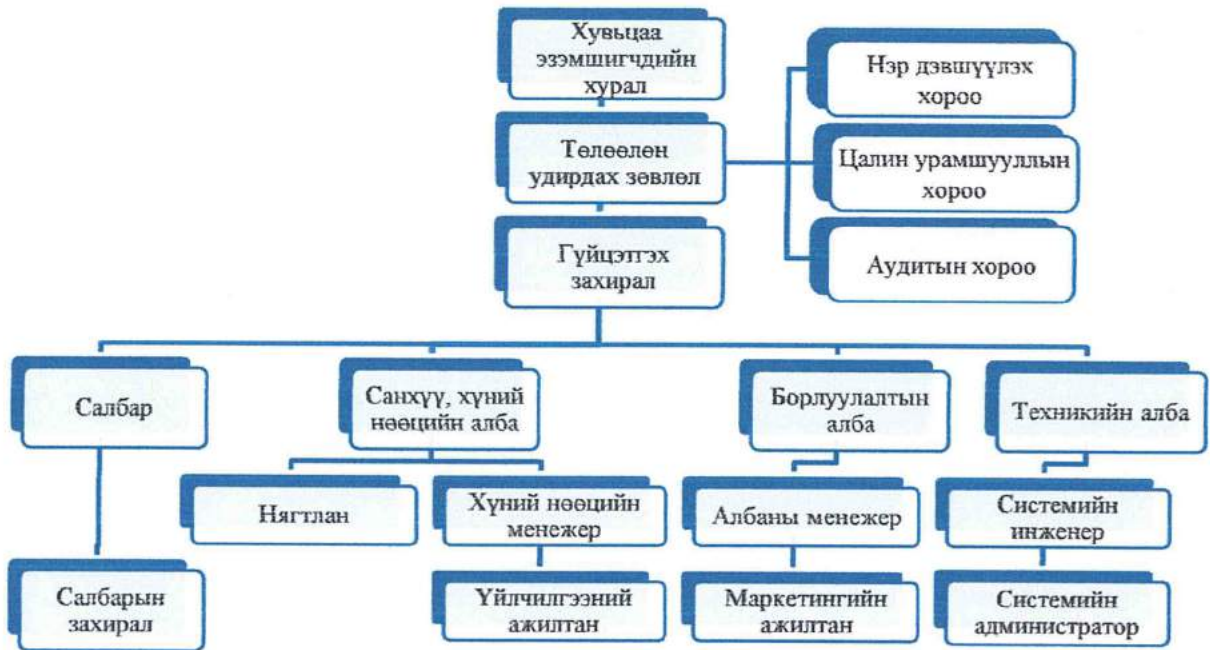 Хувьцаа
эзэмшигчдийн
хурал
Нэр дэвшүүлэх
хороо
Төлөөлөн
удирдах зөвлөл
Цалин урамшууллын
хороо
Гүйцэтгэх
захирал
Аудитын хороо
Салбар
Санхүү, хүний
нөөцийн алба
Борлуулалтын
алба
Техникийн алба
Нягтлан
Хүний нөөцийн
менежер
Албаны менежер
Системийн
инженер
Салбарын
захирал
Үйлчилгээний
ажилтан
Маркетингийн
ажилтан
Системийн
администратор